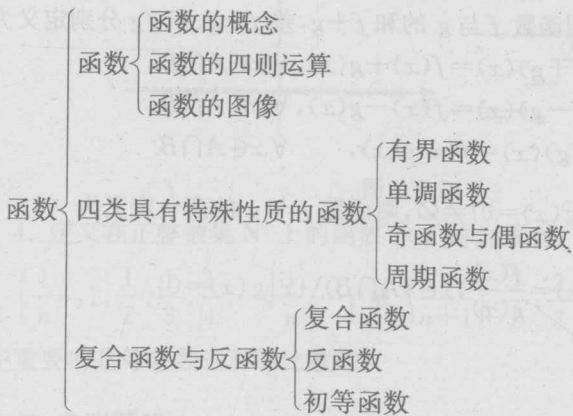 函数的概念
函数 函数的四则运算
函数的图像
有界函数
单调函数
函数 四类具有特殊性质的函数
奇函数与偶函数
周期函数
复合函数
复合函数与反函数 反函数
初等函数